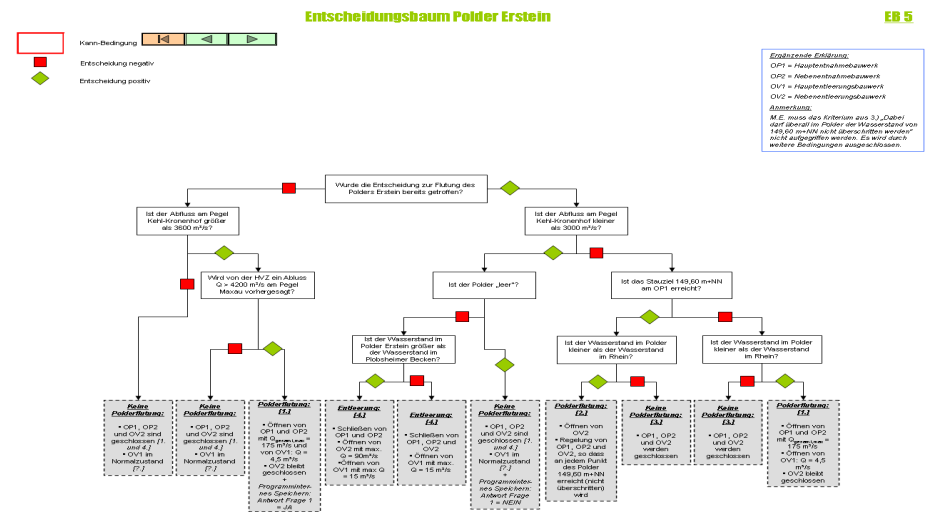 Entscheidungsbaum Polder Erstein
EB 5
Kann-Bedingung
Entscheidung negativ
Entscheidung positiv
Ergänzende Erklärung:
OP1 = Hauptentnahmebauwerk
OP2 = Nebenentnahmebauwerk
OV1 = Hauptentleerungsbauwerk
OV2 = Nebenentleerungsbauwerk
Anmerkung:
M.E. muss das Kriterium aus 3.) „Dabei
darf überall im Polder der Wasserstand von
149,60 m+NN nicht überschritten werden"
nicht aufgegriffen werden. Es wird durch
weitere Bedingungen ausgeschlossen.
Wurde die Entscheidung zur Flutung des
Polders Erstein bereits getroffen?
Ist der Abfluss am Pegel
Kehl-Kronenhof größer
als 3600 m³/s?
Ist der Abfluss am Pegel
Kehl-Kronenhof kleiner
als 3000 m³/s?
Wird von der HVZ ein Abluss
Q > 4200 m³/s am Pegel
Maxau vorhergesagt?
Ist der Polder „leer"?
Ist das Stauziel 149,60 m+NN
am OP1 erreicht?
Ist der Wasserstand im
Polder Erstein größer als
der Wasserstand im
Plobsheimer Becken?
Ist der Wasserstand im Polder
kleiner als der Wasserstand
im Rhein?
Ist der Wasserstand im Polder
kleiner als der Wasserstand
im Rhein?
Keine
Polderflutung:
• OP1, OP2
und OV2 sind
geschlossen [1.
und 4.]
• OV1 im
Normalzustand
[?.]
Keine
Polderflutung:
• OP1, OP2
und OV2 sind
geschlossen [1.
und 4.]
• OV1 im
Normalzustand
[?.]
Polderflutung:
[1.]
• Öffnen von
OP1 und OP2
mit Q =
175 m³/s und
von OV1: Q =
4,5 m³/s
• OV2 bleibt
geschlossen
+
Programminter-
nes Speichern:
Antwort Frage 1
= JA
Entleerung:
[4.]
• Schließen von
OP1 und OP2
• Öffnen von
OV2 mit max.
Q = 90m³/s
•Öffnen von
OV1 mit max Q
= 15 m³/s
Entleerung:
[4.]
• Schließen von
OP1, OP2 und
OV2
• Öffnen von
OV1 mit max.
Q = 15 m³/s
Keine
Polderflutung:
• OP1, OP2
und OV2 sind
geschlossen [1.
und 4.]
• OV1 im
Normalzustand
[?.]
+
Programminter-
nes Speichern:
Antwort Frage
1 = NEIN
Polderflutung:
[2.]
• Öffnen von
OV2
• Regelung von
OP1, OP2 und
OV2, so dass
an jedem Punkt
des Polder
149,60 m+NN
erreicht (nicht
überschritten)
wird
Keine
Polderflutung:
[3.]
• OP1, OP2
und OV2
werden
geschlossen
Keine
Polderflutung:
[3.]
• OP1, OP2
und OV2
werden
geschlossen
Polderflutung:
[1.]
• Öffnen von
OP1 und OP2
mit Q =
175 m³/s und
von
OV1: Q = 4,5
m³/s
• OV2 bleibt
geschlossen